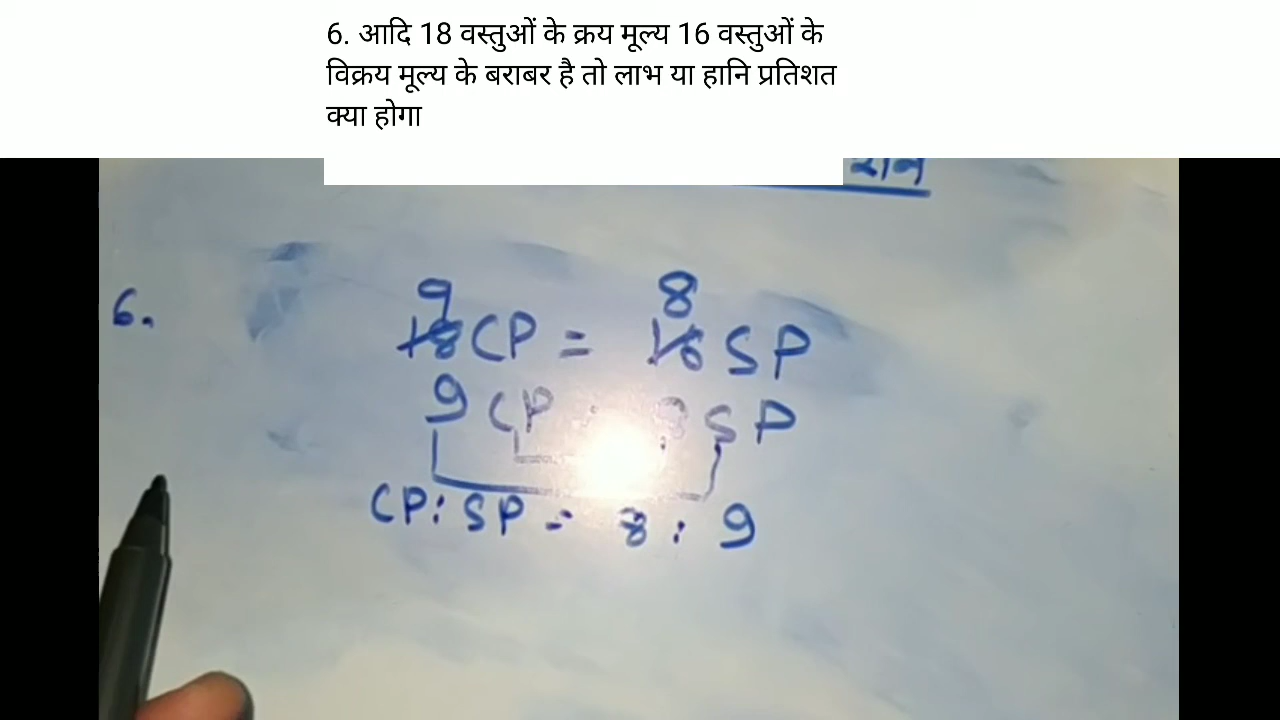 6. आदि 18 वस्तुओं के क्रय मूल्य 16 वस्तुओं के
विक्रय मूल्य के बराबर है तो लाभ या हानि प्रतिशत
क्या होगा
6.
9 8
18 CP = 16 SP
9 CP = 8 SP
CP : SP = 8 : 9